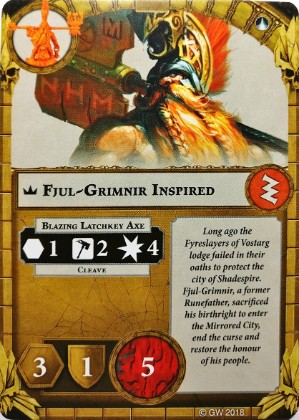 Fjul-Grimnir Inspired
Blazing Latchkey Axe
1 2 4
Cleave
Long ago the
Fyreslayers of Vostarg
lodge failed in their
oaths to protect the
city of Shadespire.
Fjul-Grimnir, a former
Runefather, sacrificed
his birthright to enter
the Mirrored City,
end the curse and
restore the honour
of his people.
3 1 5
© GW 2018